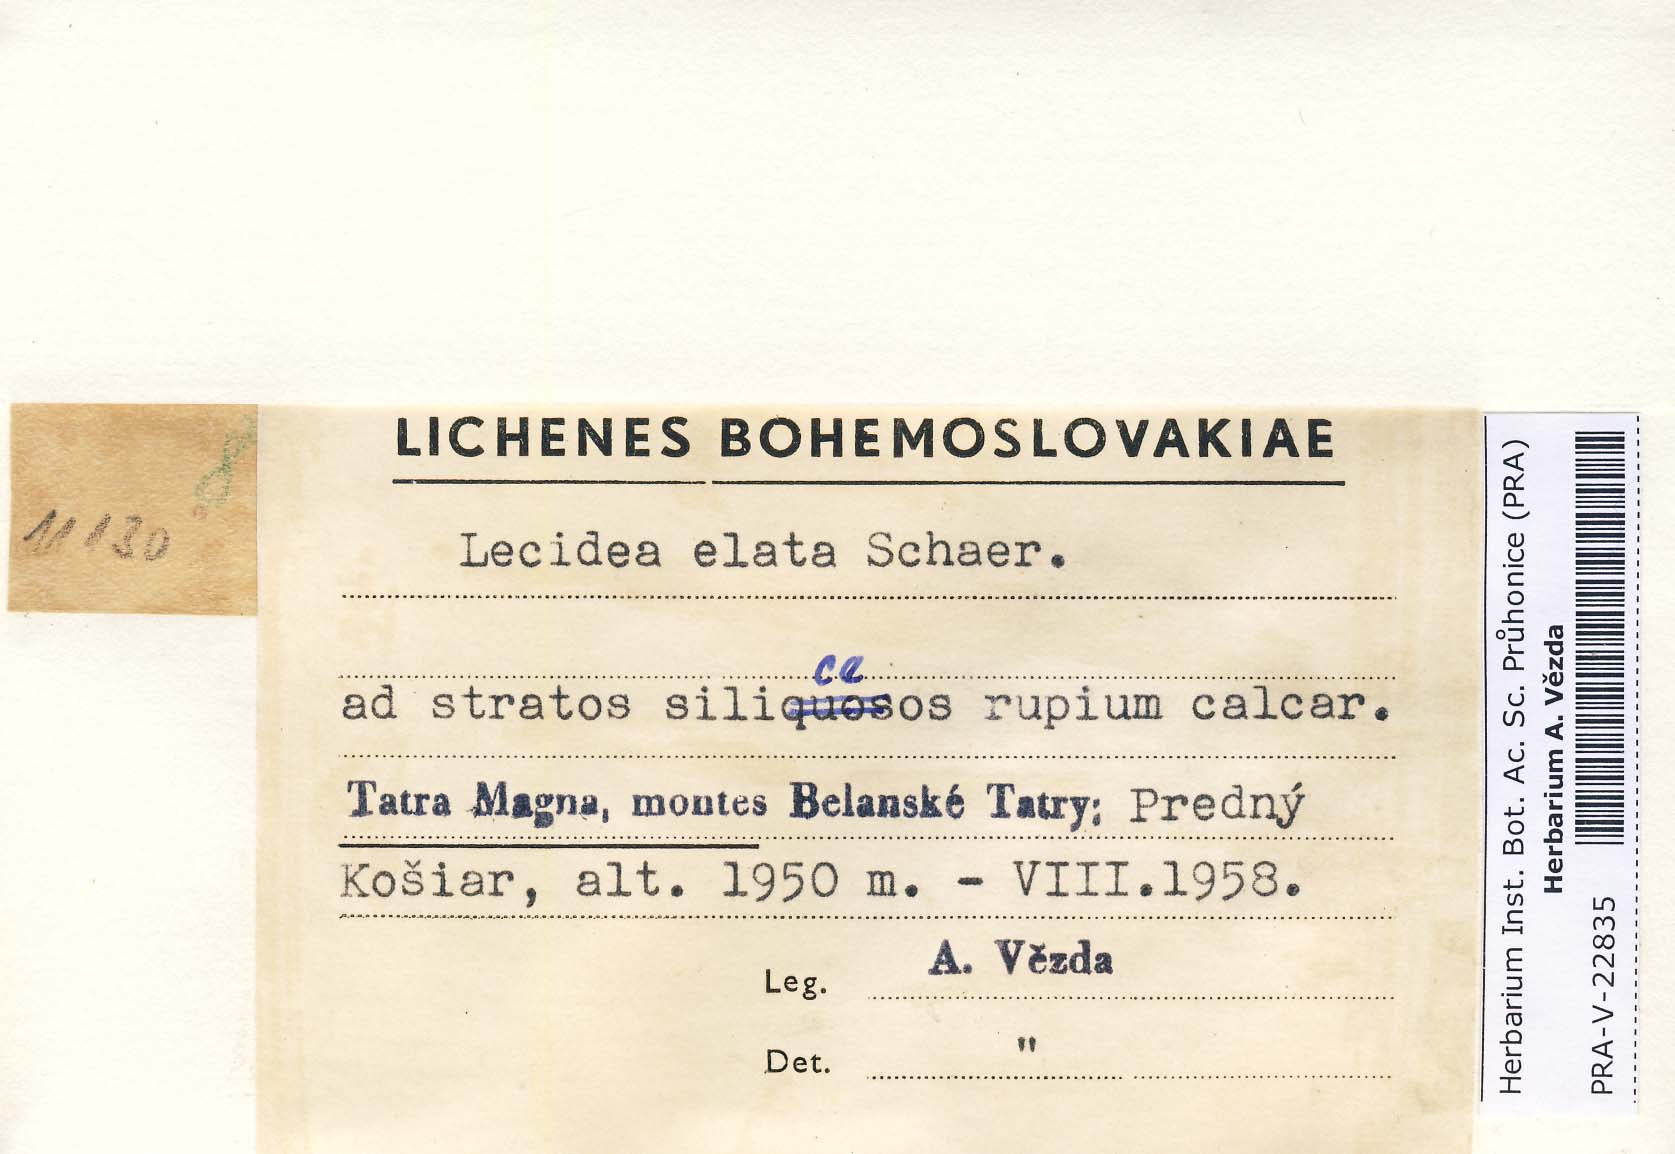 LICHENES BOHEMOSLOVAKIAE
11130
Lecidea elata Schaer.
ce
ad stratos siliquosos rupium calcar.
Tatra Magna, montes Belanské Tatry: Predný
Košiar, alt. 1950 m. - VIII.1958.
Leg. A. Vězda
Det. "
Herbarium Inst. Bot. Ac. Sc. Průhonice (PRA)
Herbarium A. Vězda
PRA-V-22835